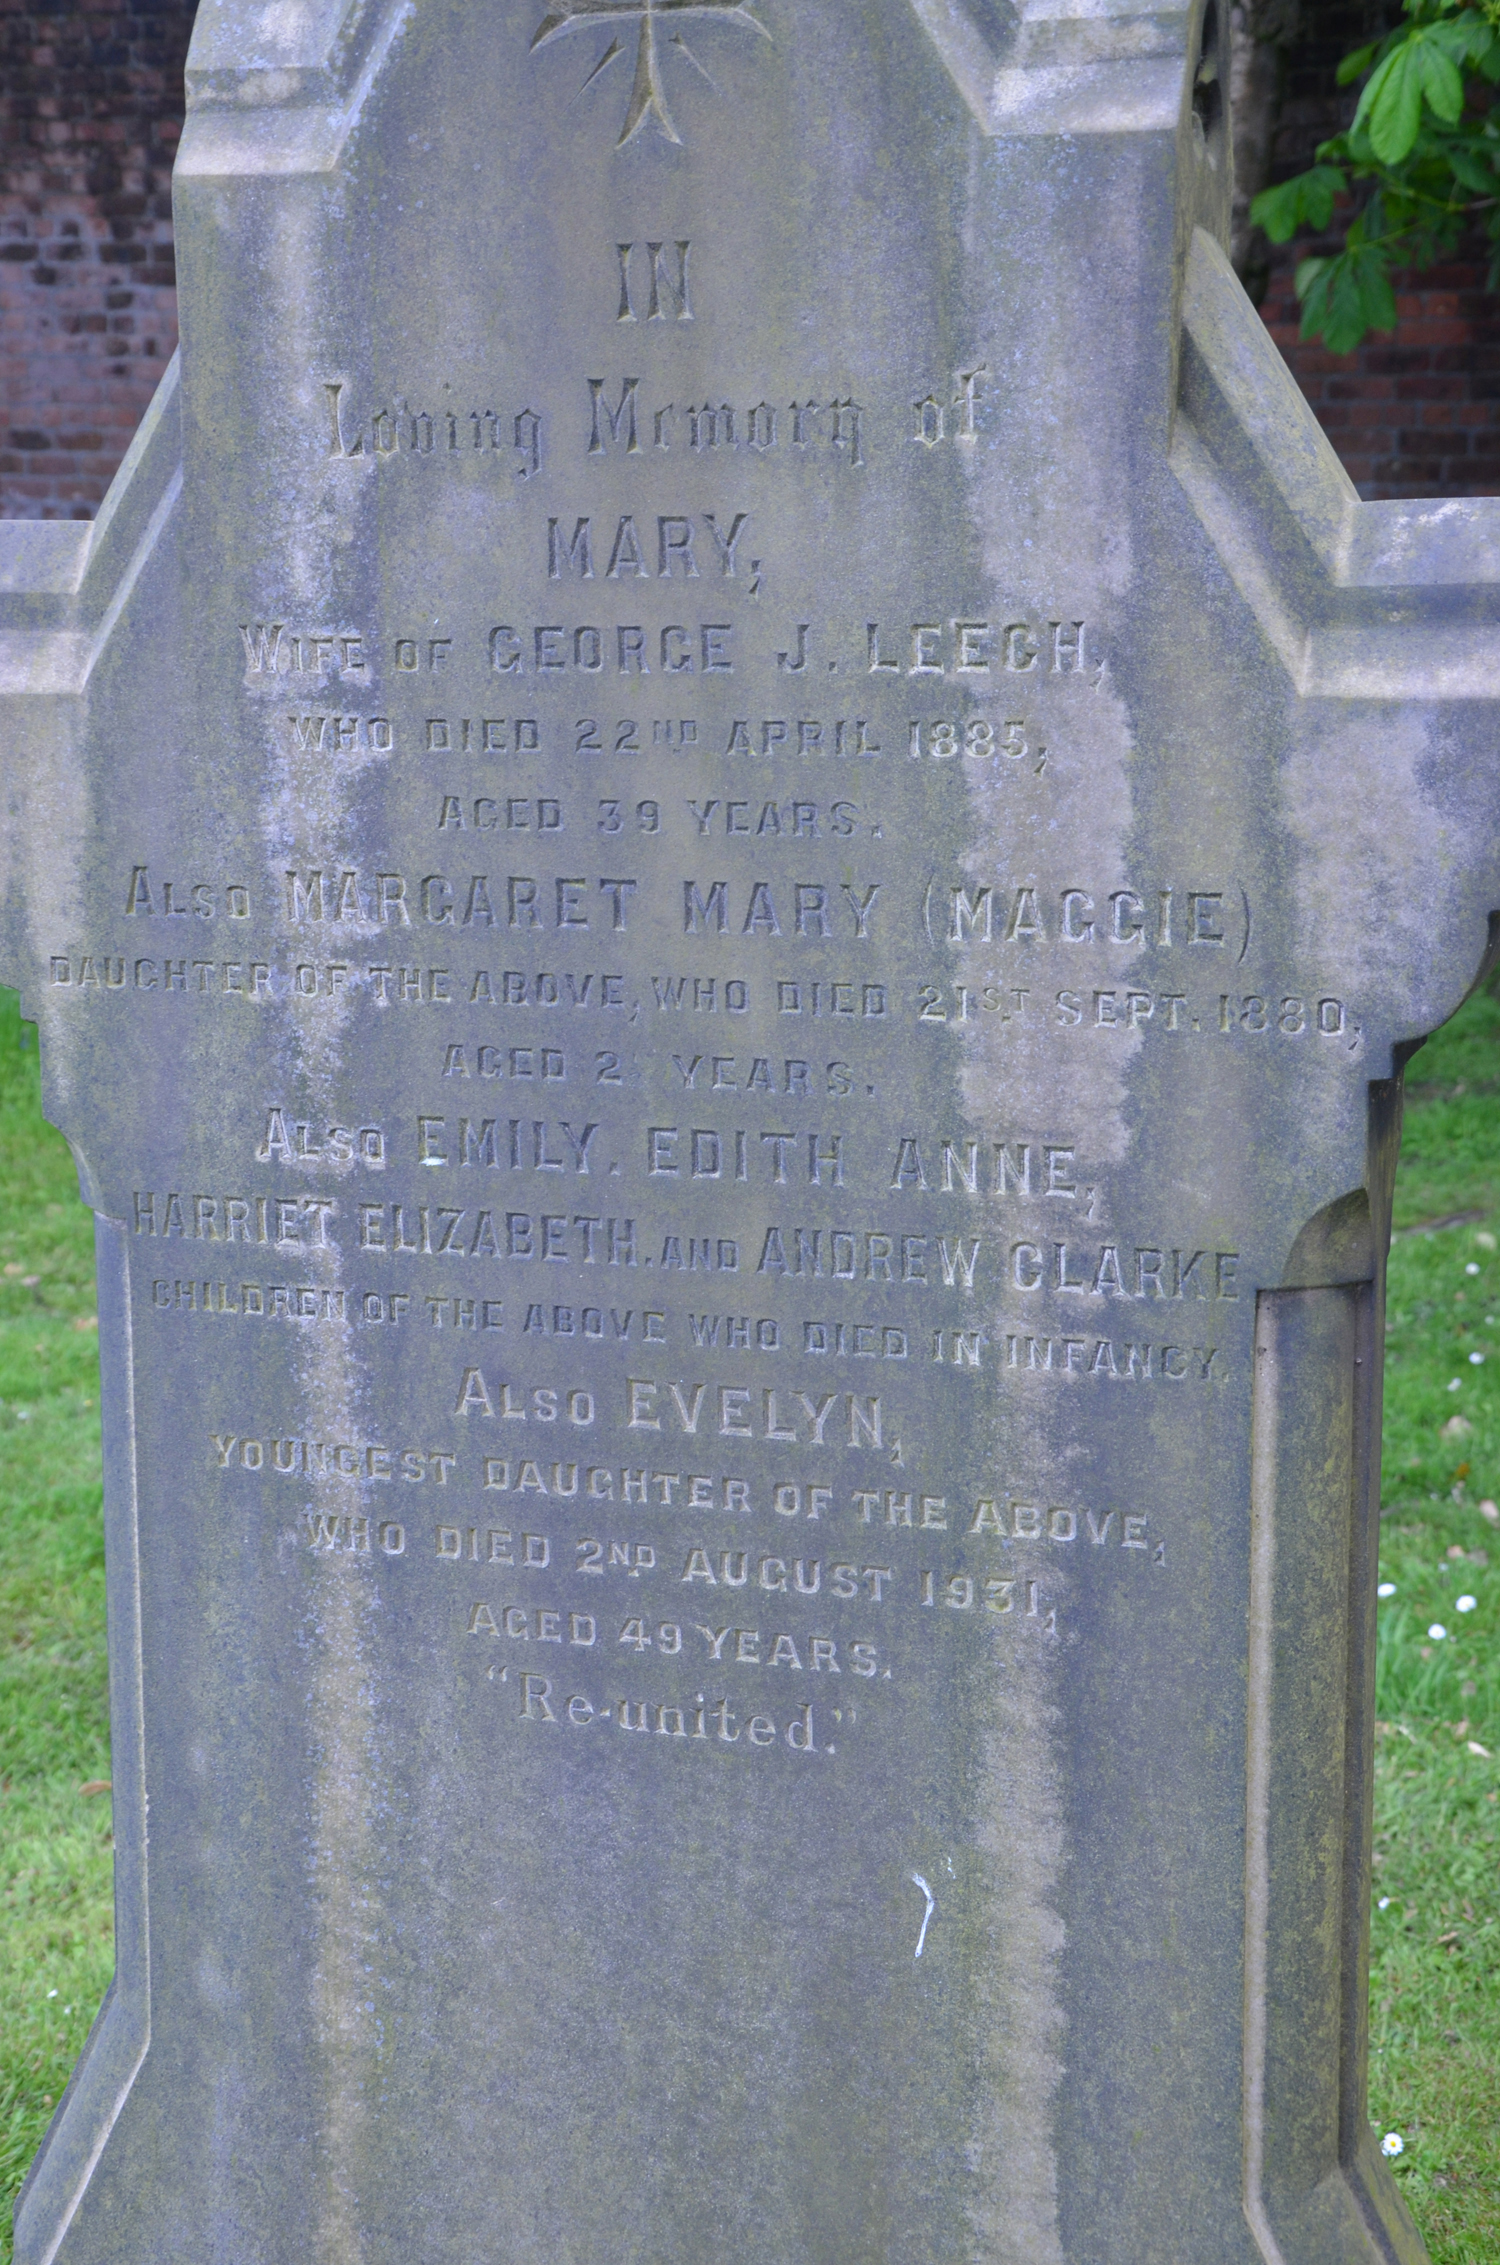 IN
Loving Memory of
MARY,
WIFE OF GEORGE J. LEECH,
WHO DIED 22ND APRIL 1885,
AGED 39 YEARS.
ALSO MARGARET MARY (MAGGIE)
DAUGHTER OF THE ABOVE, WHO DIED 21ST SEPT. 1880,
AGED 2 YEARS.
ALSO EMILY, EDITH ANNE,
HARRIET ELIZABETH, AND ANDREW CLARKE
CHILDREN OF THE ABOVE WHO DIED IN INFANCY.
ALSO EVELYN,
YOUNGEST DAUGHTER OF THE ABOVE,
WHO DIED 2ND AUGUST 1931,
AGED 49 YEARS.
"Re-united."